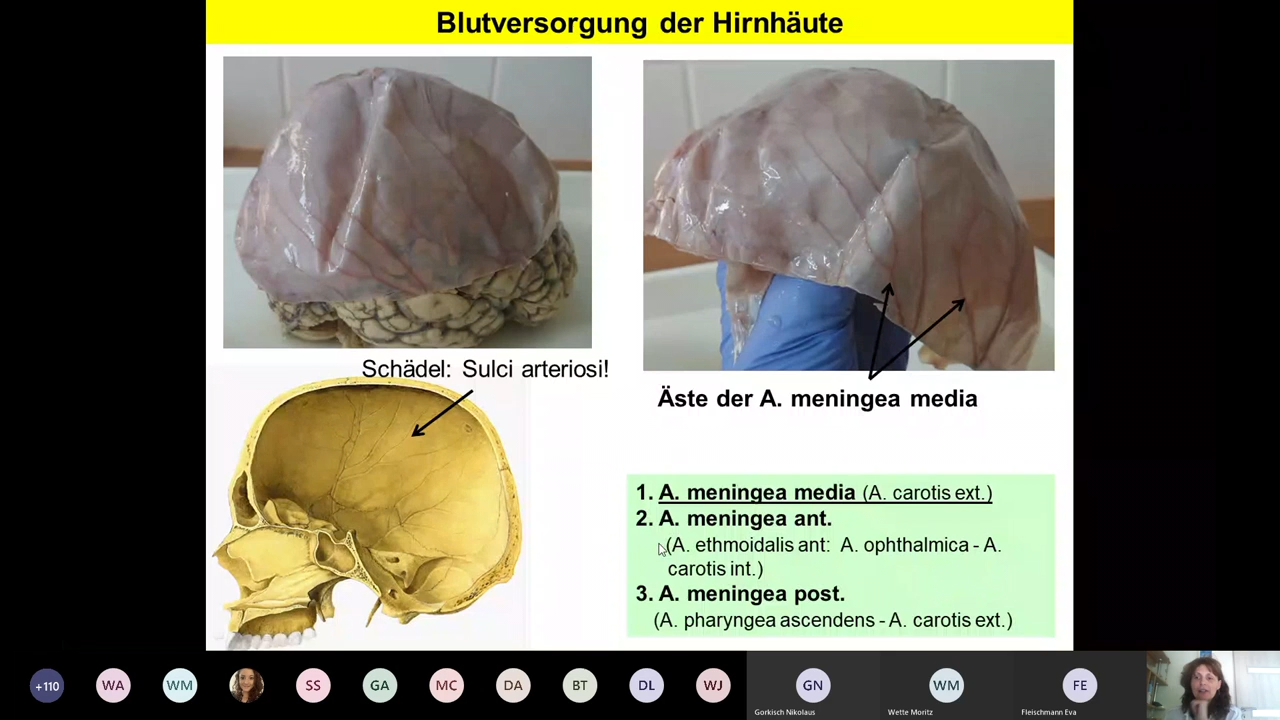 Blutversorgung der Hirnhäute
Schädel: Sulci arteriosi!
Äste der A. meningea media
1. A. meningea media (A. carotis ext.)
2. A. meningea ant.
(A. ethmoidalis ant: A. ophthalmica - A.
carotis int.)
3. A. meningea post.
(A. pharyngea ascendens - A. carotis ext.)
+110
WA
WM
SS
GA
MC
DA
BT
DL
WJ
GN
WM
FE
Gorkisch Nikolaus
Wette Moritz
Fleischmann Eva